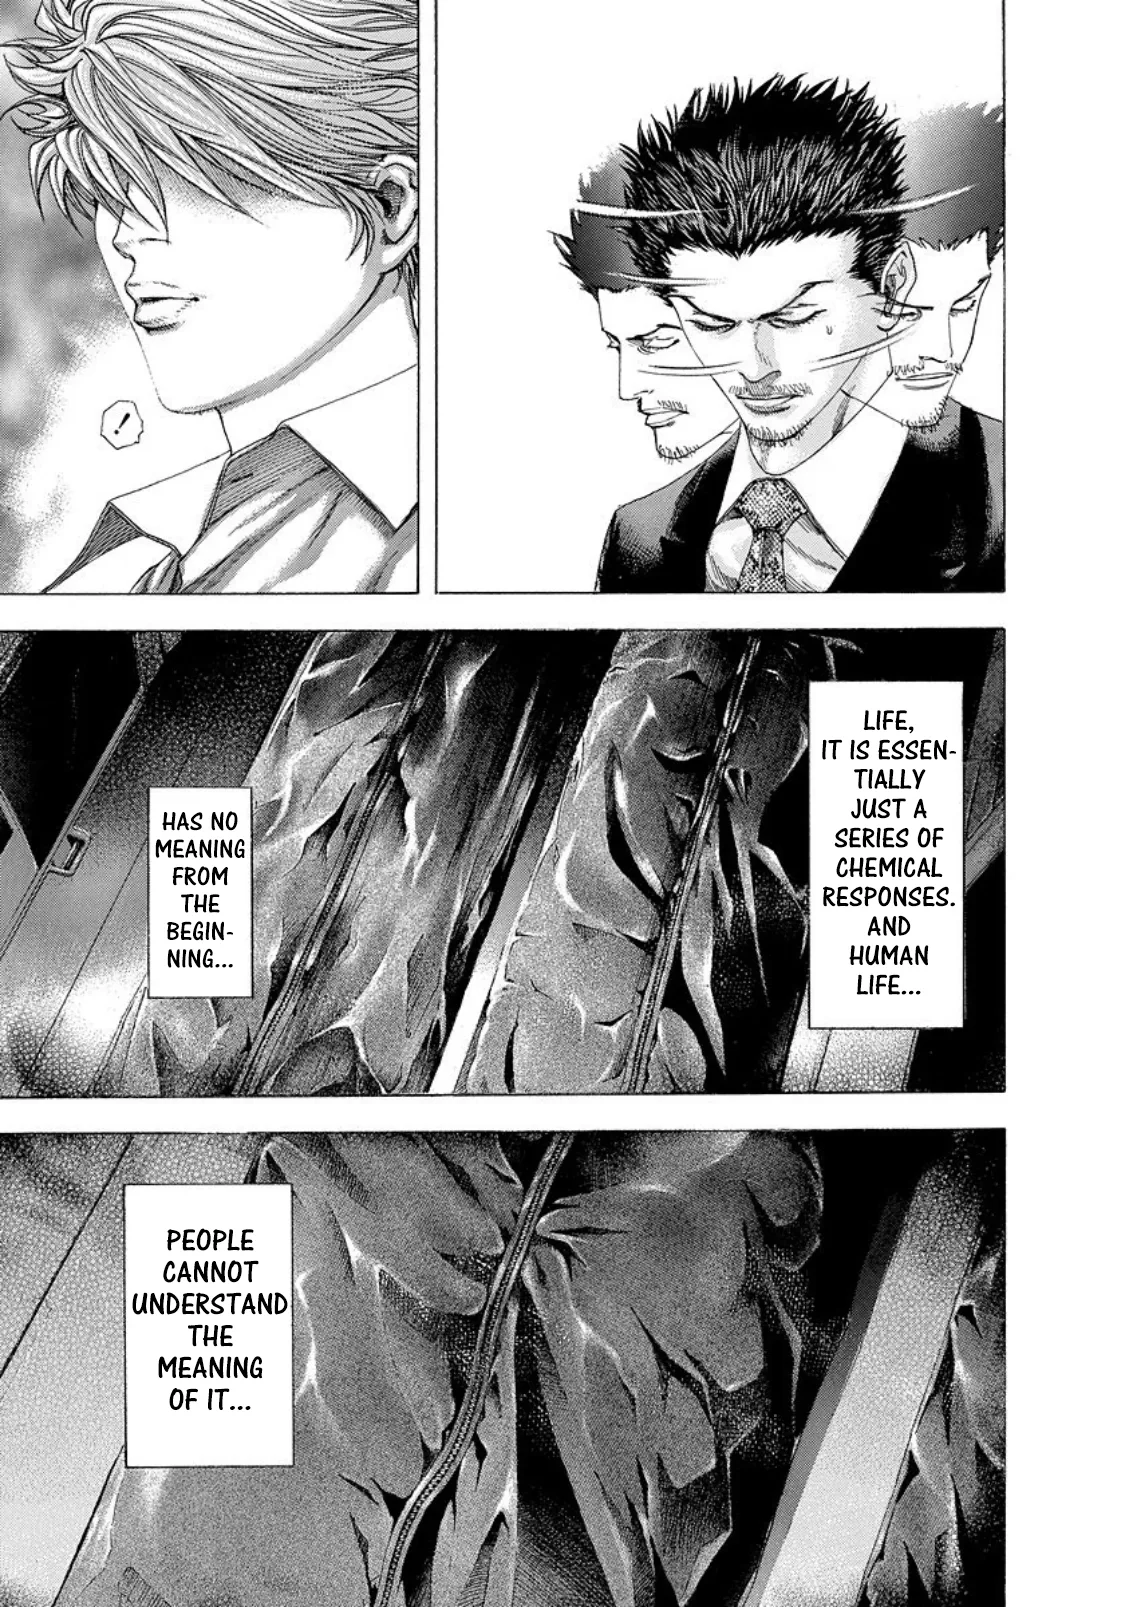 !
LIFE,
IT IS ESSEN-
TIALLY
JUST A
SERIES OF
CHEMICAL
RESPONSES.
AND
HUMAN
LIFE...
HAS NO
MEANING
FROM
THE
BEGIN-
NING...
PEOPLE
CANNOT
UNDERSTAND
THE
MEANING
OF IT...